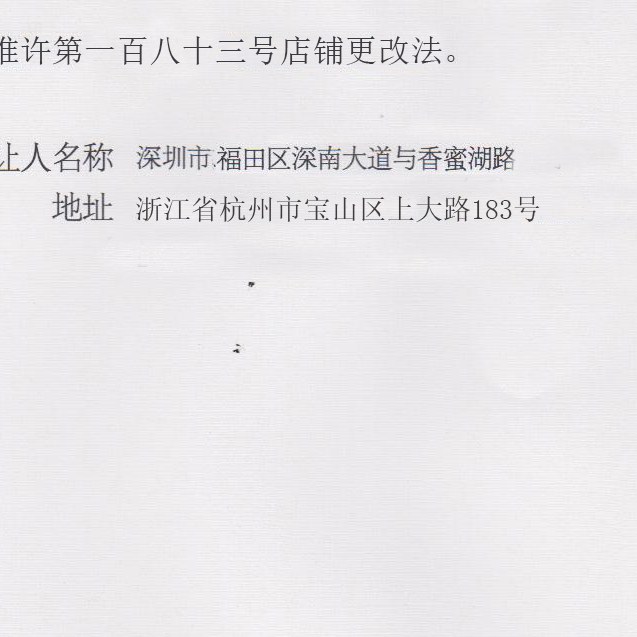 准许第一百八十三号店铺更改法。
让人名称 深圳市福田区深南大道与香蜜湖路
地址 浙江省杭州市宝山区上大路183号